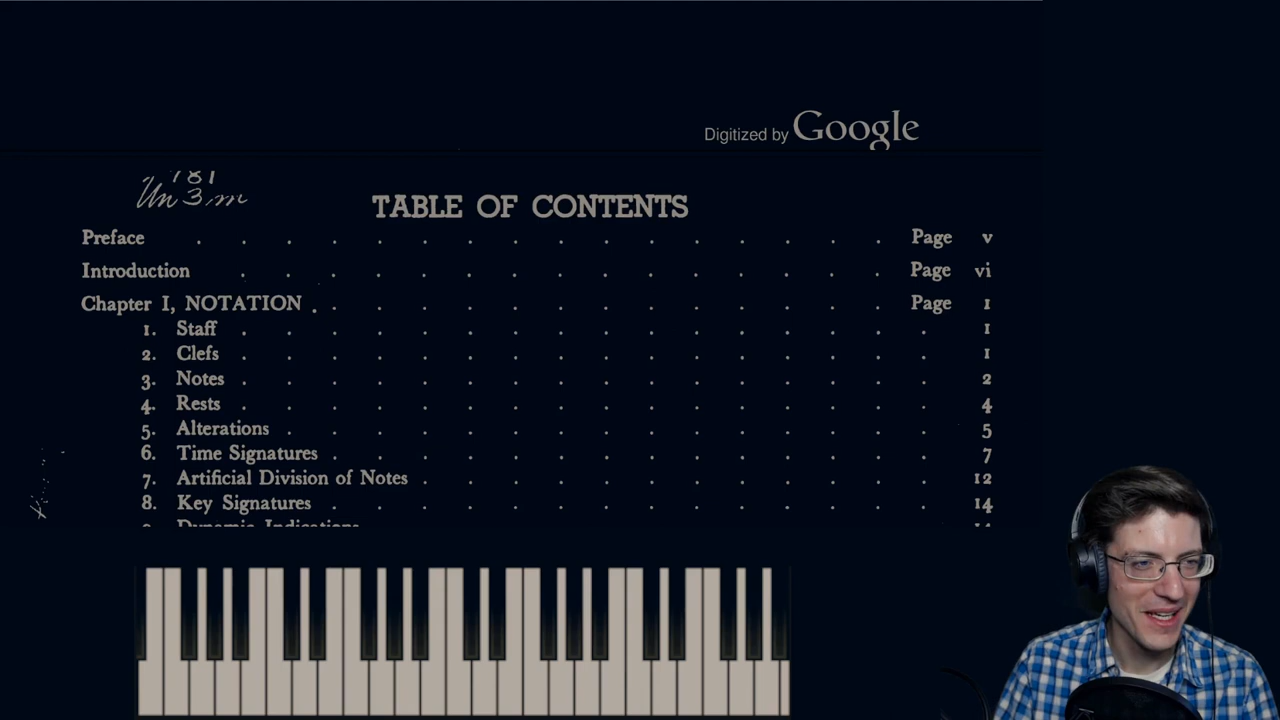 Digitized by Google
TABLE OF CONTENTS
Preface . . . . . . . . . . . . . . . . Page v
Introduction . . . . . . . . . . . . . . . Page vi
Chapter I, NOTATION . . . . . . . . . . . . . . Page 1
1. Staff . . . . . . . . . . . . . . . . 1
2. Clefs . . . . . . . . . . . . . . . . 1
3. Notes . . . . . . . . . . . . . . . . 2
4. Rests . . . . . . . . . . . . . . . . 4
5. Alterations . . . . . . . . . . . . . . . 5
6. Time Signatures . . . . . . . . . . . . . . 7
7. Artificial Division of Notes . . . . . . . . . . . . 12
8. Key Signatures . . . . . . . . . . . . . . 14
Dynamic Indications